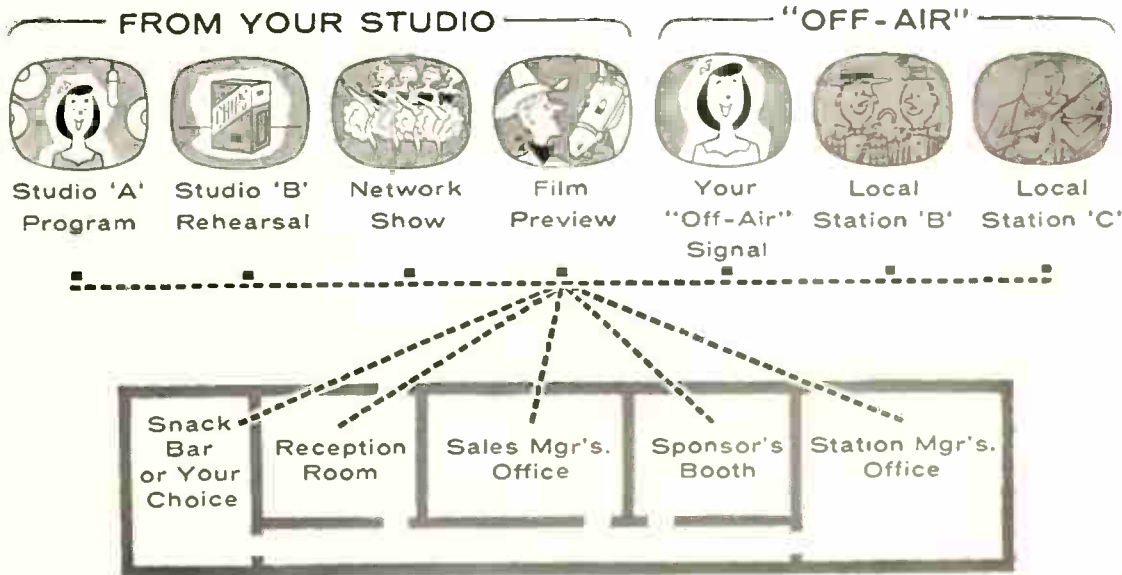 FROM YOUR STUDIO
"OFF-AIR"
Studio 'A'
Program
Studio 'B'
Rehearsal
Network
Show
Film
Preview
Your
"Off-Air"
Signal
Local
Station 'B'
Local
Station 'C'
Snack
Bar
or Your
Choice
Reception
Room
Sales Mgr's.
Office
Sponsor's
Booth
Station Mgr's.
Office